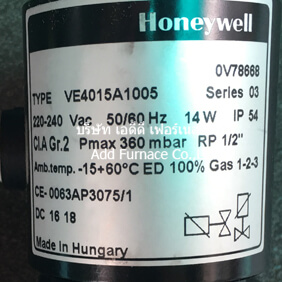 Honeywell
0V78668
TYPE VE4015A1005 Series 03
220-240 Vac 50/60 Hz 14W IP 54
บริษัท เอดีดี เฟอร์เนซ
CLA Gr.2 Pmax 360 mbar RP 1/2"
Add Furnace Co.
Amb.temp. -15+60°C ED 100% Gas 1-2-3
CE-0063AP3075/1
DC 16 18
Made in Hungary